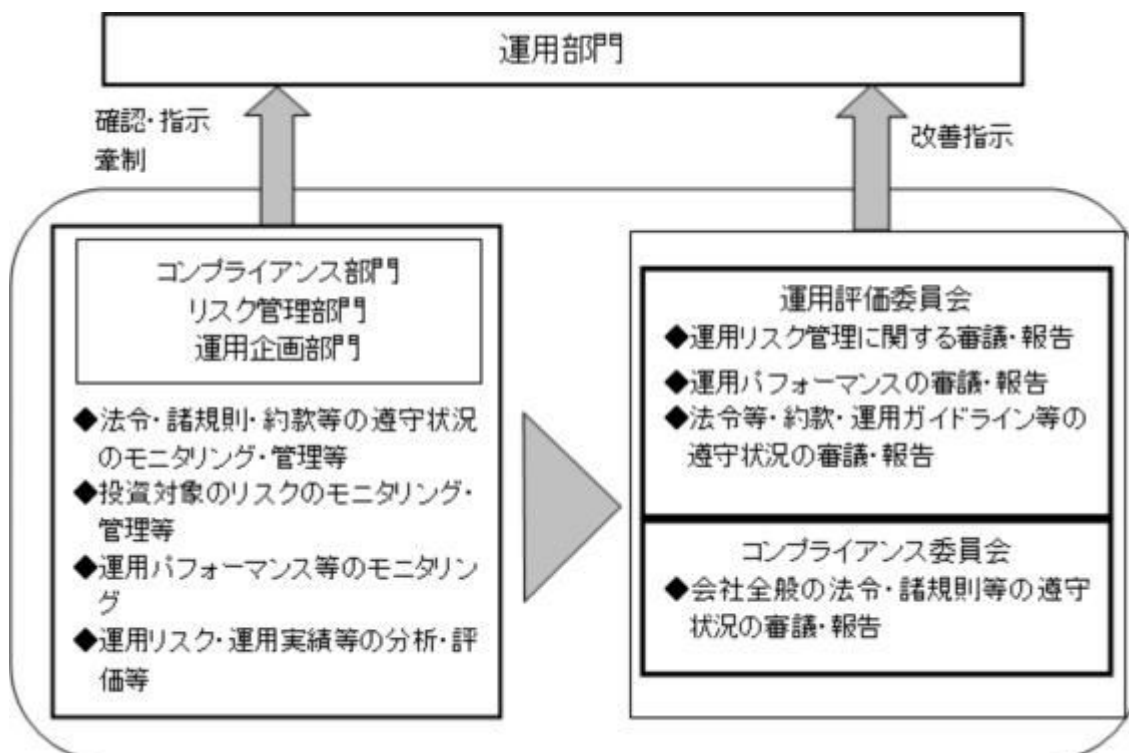 運用部門
確認・指示
牽制
改善指示
コンプライアンス部門
リスク管理部門
運用企画部門
◆法令・諸規則・約款等の遵守状況
のモニタリング・管理等
◆投資対象のリスクのモニタリング・
管理等
◆運用パフォーマンス等のモニタリン
グ
◆運用リスク・運用実績等の分析・評
価等
運用評価委員会
◆運用リスク管理に関する審議・報告
◆運用パフォーマンスの審議・報告
◆法令等・約款・運用ガイドライン等の
遵守状況の審議・報告
コンプライアンス委員会
◆会社全般の法令・諸規則等の遵守
状況の審議・報告